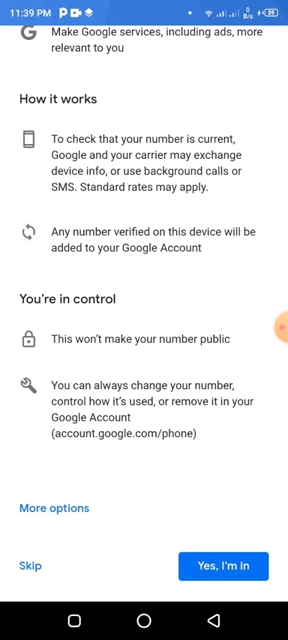 11:39 PM
0
B/s
89
Make Google services, including ads, more
relevant to you
How it works
To check that your number is current,
Google and your carrier may exchange
device info, or use background calls or
SMS. Standard rates may apply.
Any number verified on this device will be
added to your Google Account
You're in control
This won't make your number public
You can always change your number,
control how it's used, or remove it in your
Google Account
(account.google.com/phone)
More options
Skip
Yes, I'm in